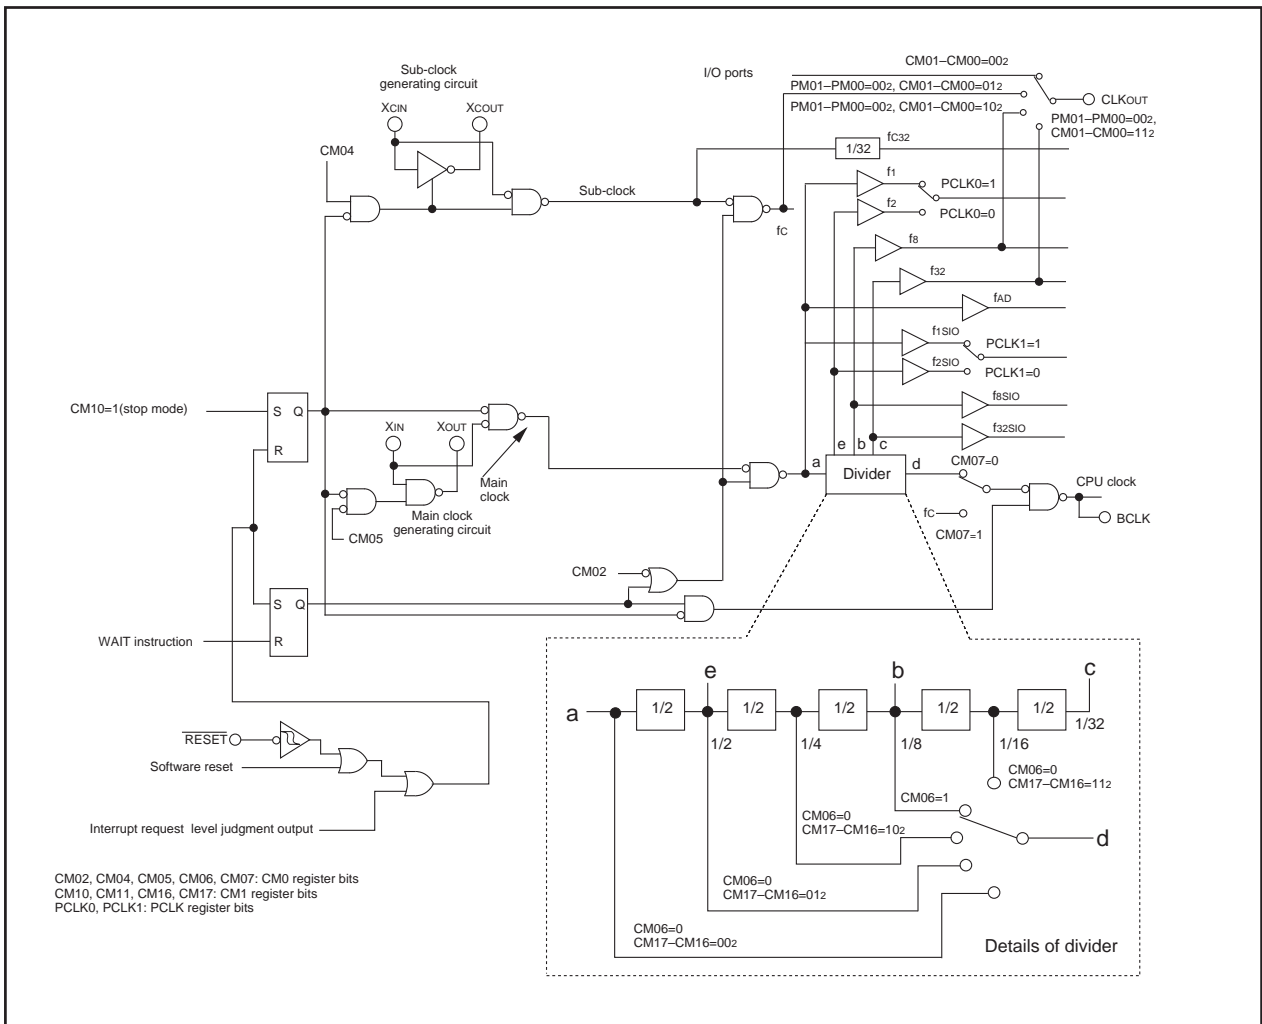 Sub-clock
generating circuit
XCIN
XCOUT
CM04
Sub-clock
I/O ports
CM01–CM00=002
PM01–PM00=002, CM01–CM00=012
PM01–PM00=002, CM01–CM00=102
CLKOUT
PM01–PM00=002,
CM01–CM00=112
1/32
fC32
f1
PCLK0=1
f2
PCLK0=0
fC
f8
f32
fAD
f1SIO
PCLK1=1
f2SIO
PCLK1=0
f8SIO
f32SIO
CM10=1(stop mode)
S Q
R
XIN
XOUT
Main
clock
Main clock
generating circuit
CM05
a
e
b
c
Divider
d
CM07=0
fC
CM07=1
CPU clock
BCLK
CM02
S Q
R
WAIT instruction
RESET
Software reset
Interrupt request level judgment output
a
1/2
e
1/2
1/2
1/4
1/2
b
1/8
1/2
1/16
1/2
c
1/32
CM06=0
CM17–CM16=112
CM06=1
CM06=0
CM17–CM16=102
d
CM06=0
CM17–CM16=012
CM06=0
CM17–CM16=002
Details of divider
CM02, CM04, CM05, CM06, CM07: CM0 register bits
CM10, CM11, CM16, CM17: CM1 register bits
PCLK0, PCLK1: PCLK register bits